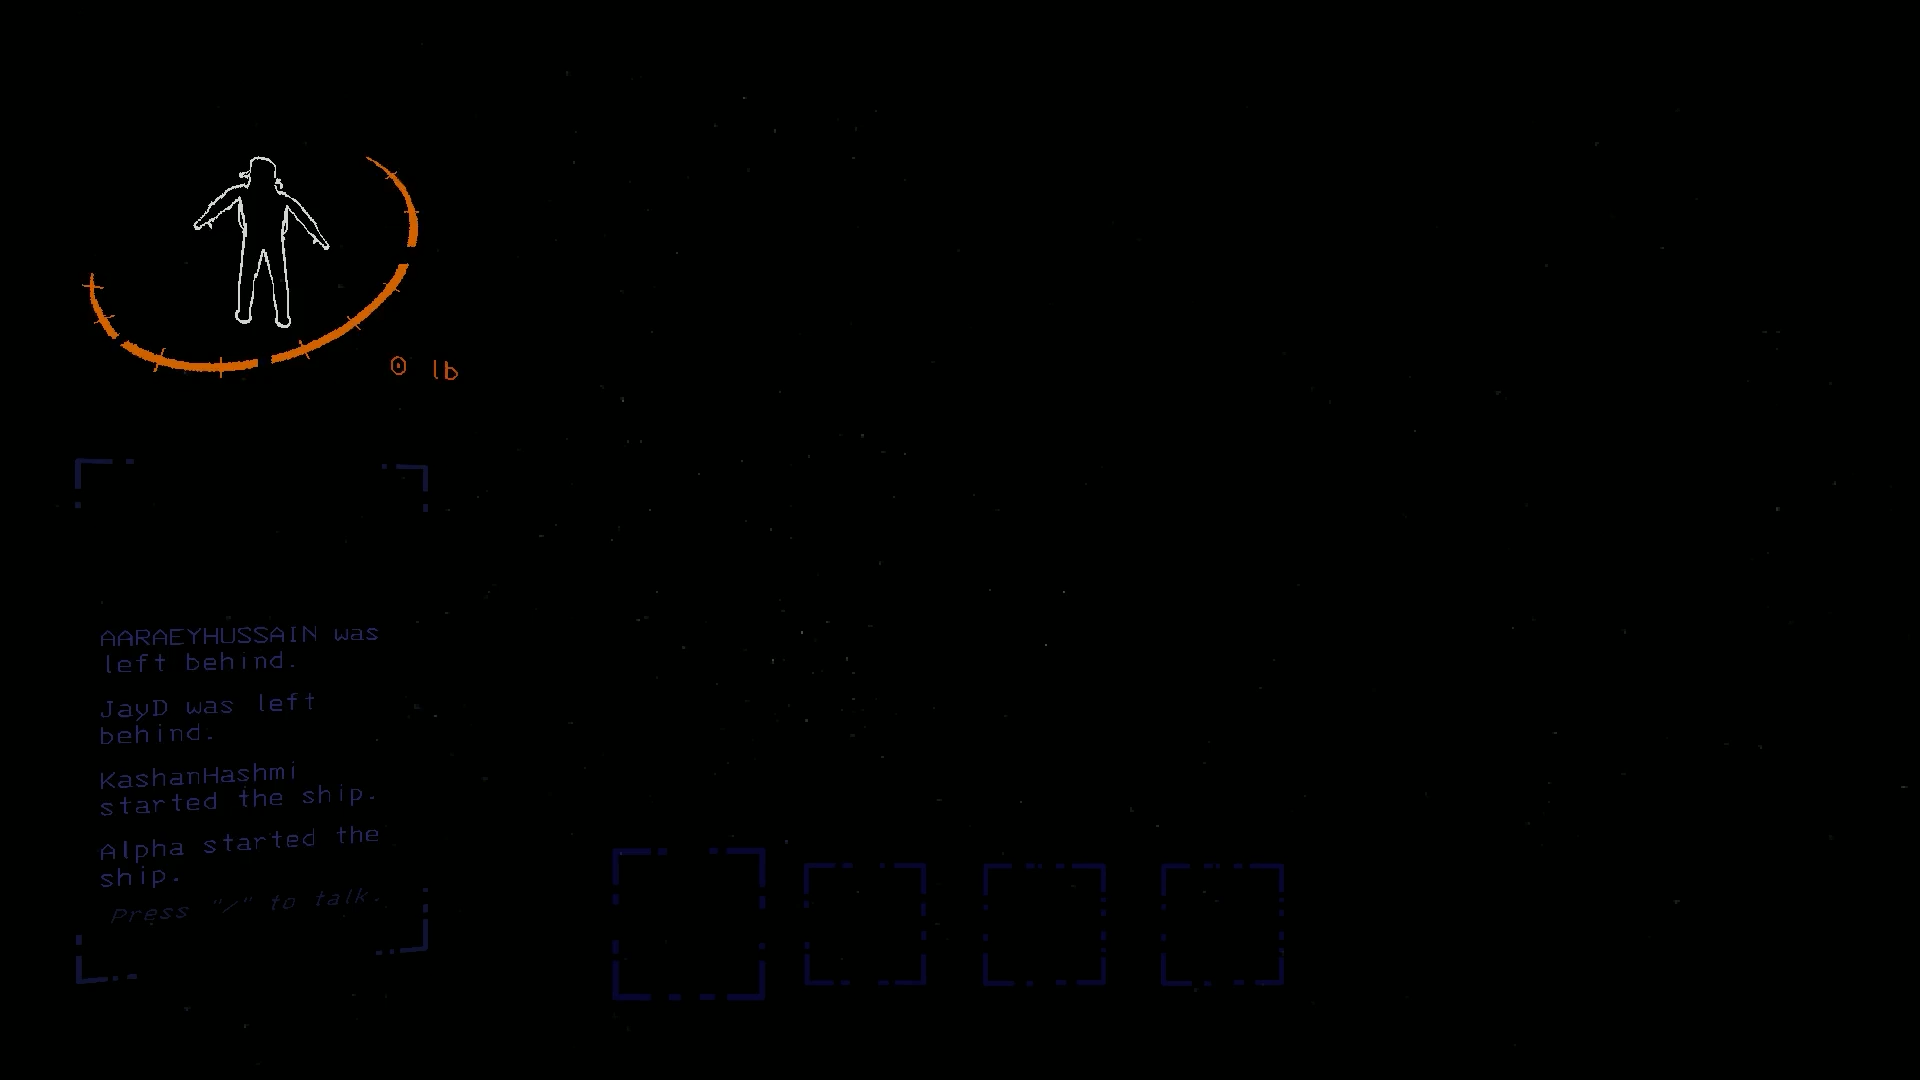 0 lb
AARAEYHUSSAIN was
left behind.
JayD was left
behind.
KashanHashmi
started the ship.
Alpha started the
ship.
Press "/" to talk.